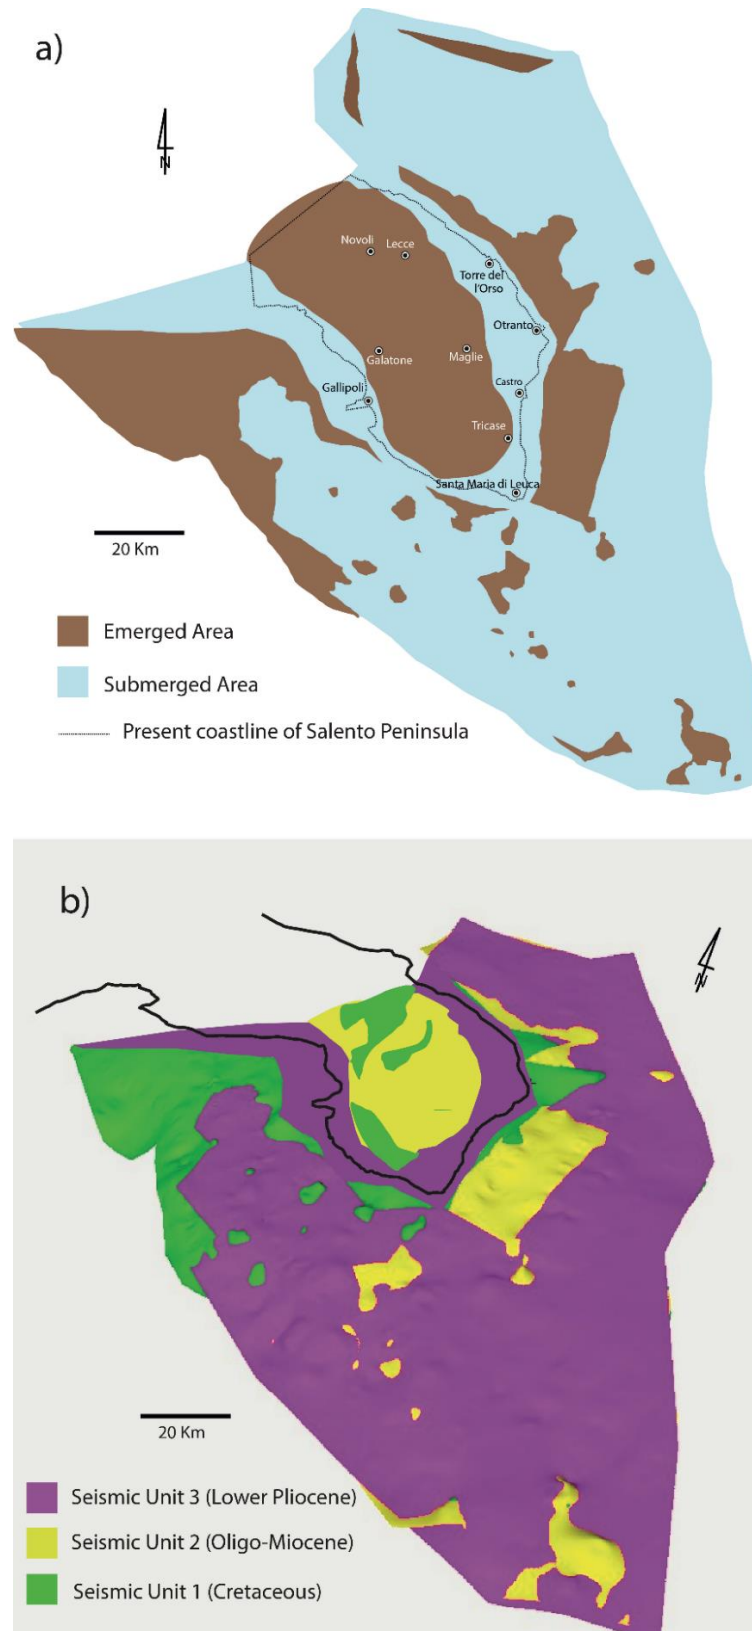 a)
N
Novoli
Lecce
Torre del
l'Orso
Otranto
Galatone
Maglie
Gallipoli
Castro
Tricase
Santa Maria di Leuca
20 Km
Emerged Area
Submerged Area
Present coastline of Salento Peninsula
b)
N
20 Km
Seismic Unit 3 (Lower Pliocene)
Seismic Unit 2 (Oligo-Miocene)
Seismic Unit 1 (Cretaceous)